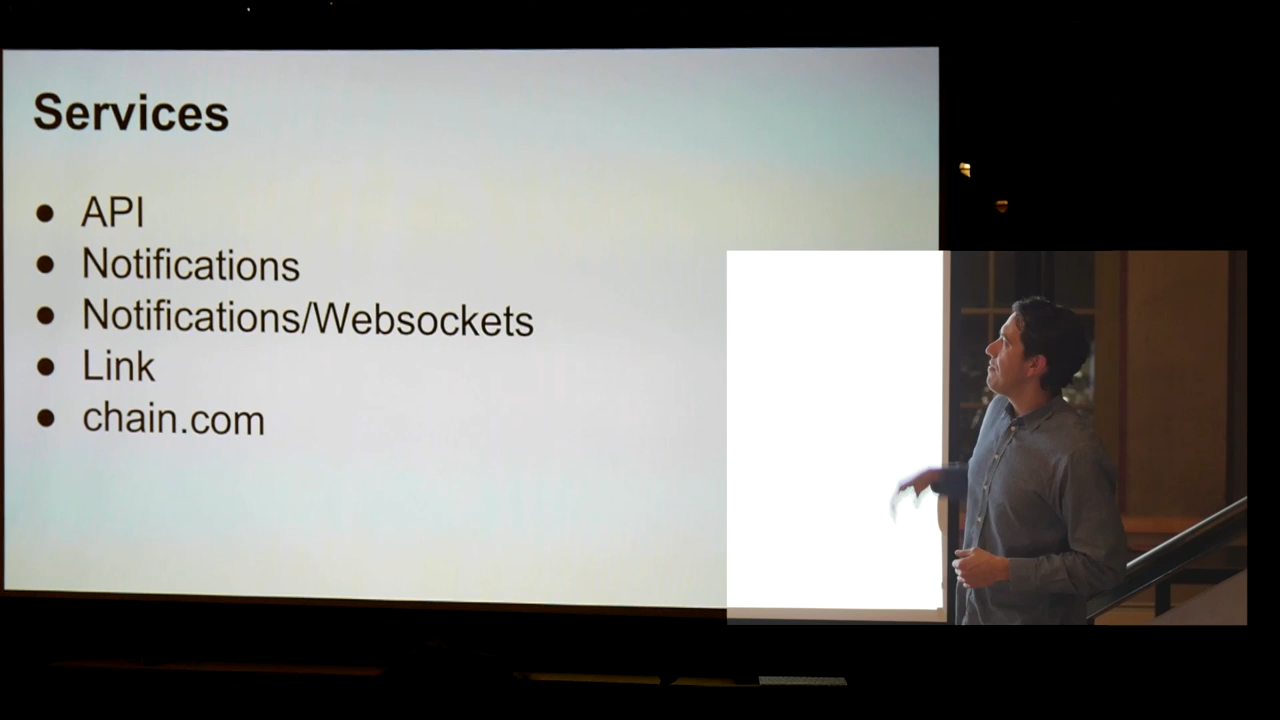 Services
● API
● Notifications
● Notifications/Websockets
● Link
● chain.com